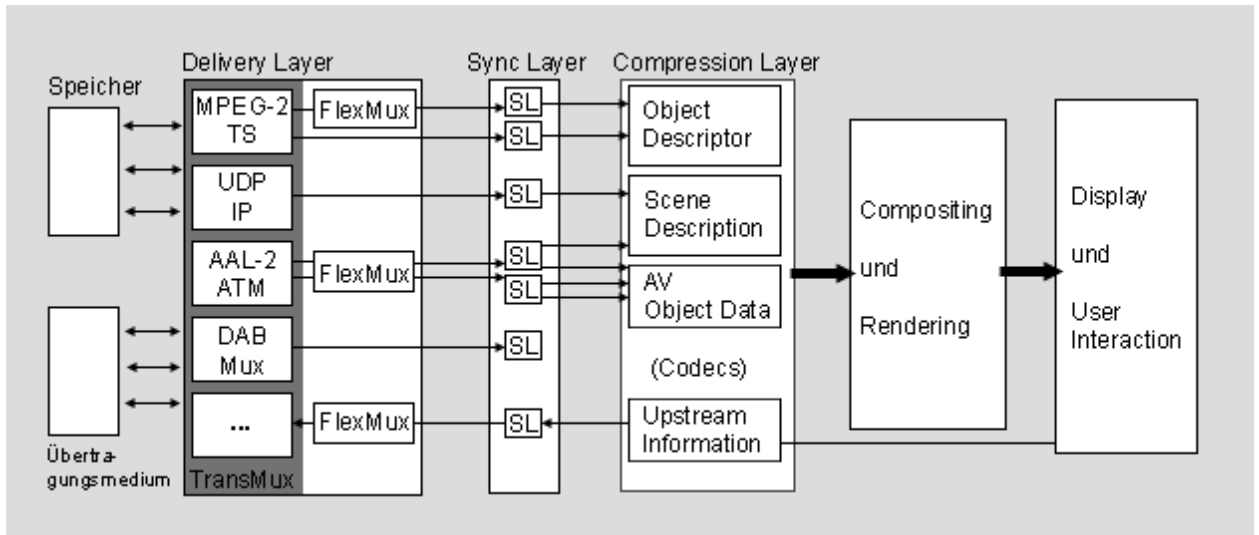 Delivery Layer
Sync Layer
Compression Layer
Speicher
MPEG-2
TS
FlexMux
SL
SL
Object
Descriptor
UDP
IP
SL
Scene
Description
AAL-2
ATM
FlexMux
SL
SL
AV
Object Data
DAB
Mux
SL
(Codecs)
...
FlexMux
SL
Upstream
Information
Übertra-
gungsmedium
TransMux
Compositing
und
Rendering
Display
und
User
Interaction